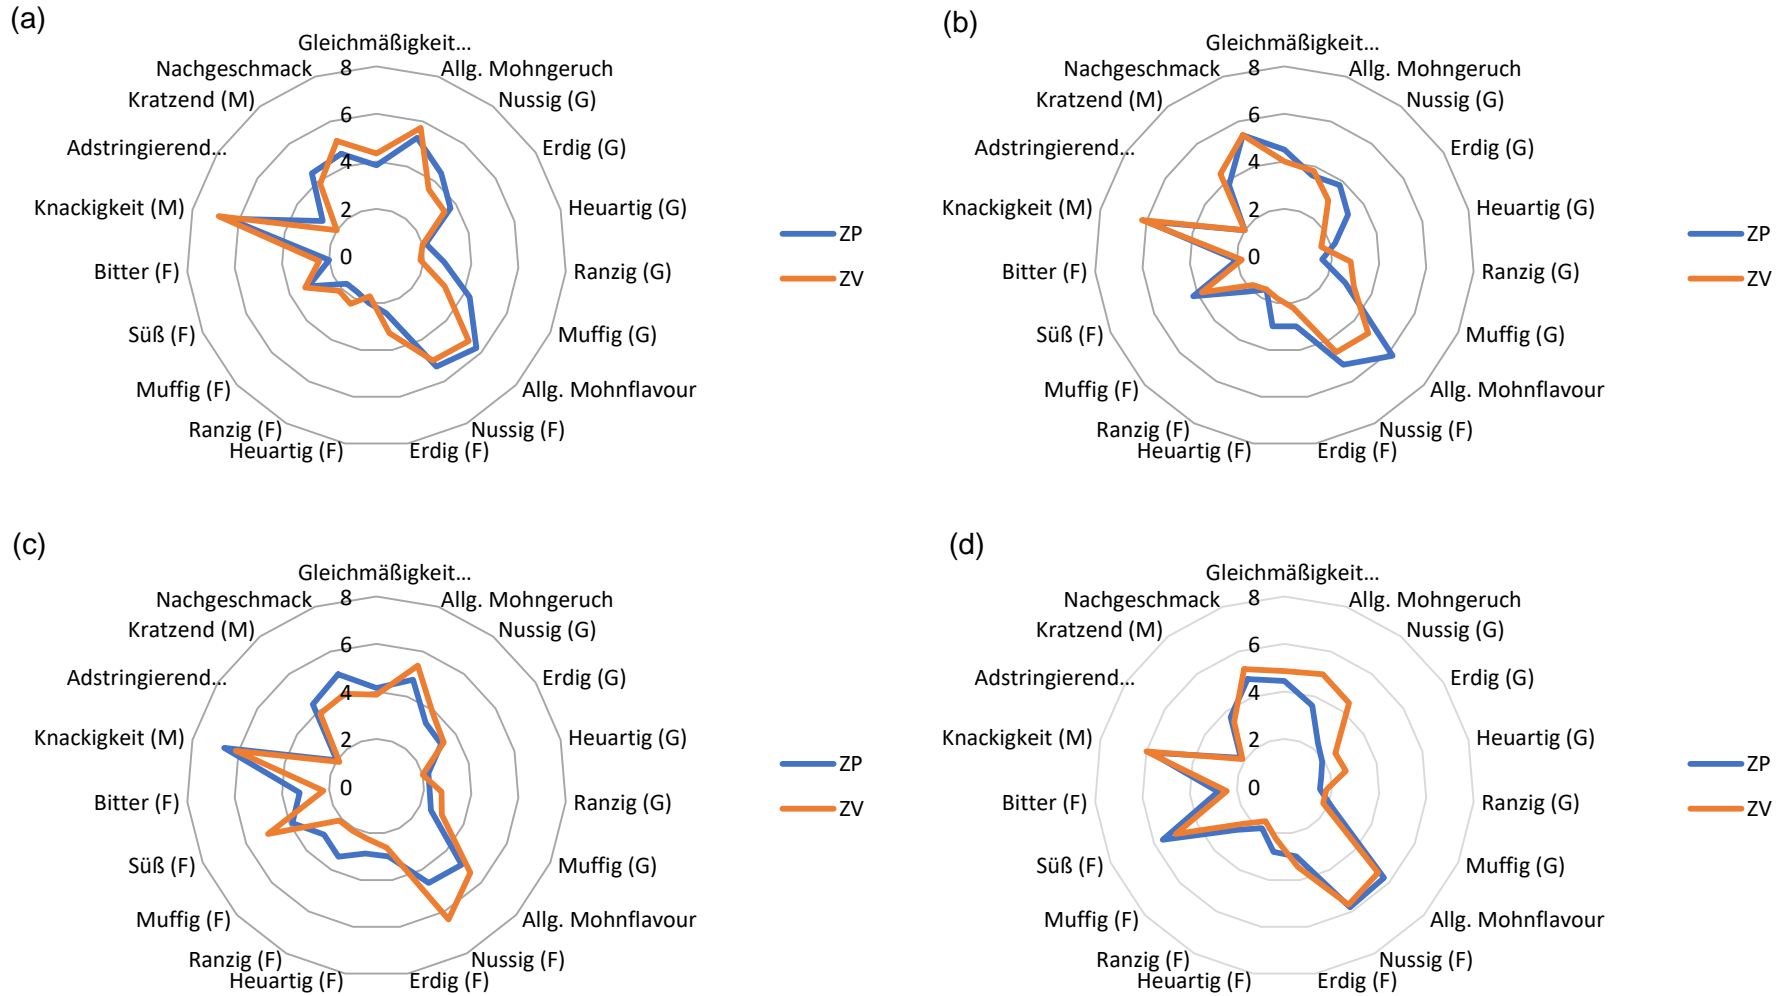 (a)
Gleichmäßigkeit...
Nachgeschmack
8
Allg. Mohngeruch
Kratzend (M)
Nussig (G)
6
Adstringierend...
Erdig (G)
4
Knackigkeit (M)
2
Heuartig (G)
0
Bitter (F)
Ranzig (G)
Süß (F)
Muffig (G)
Muffig (F)
Allg. Mohnflavour
Ranzig (F)
Nussig (F)
Heuartig (F)
Erdig (F)
ZP
ZV
(b)
Gleichmäßigkeit...
Nachgeschmack
8
Allg. Mohngeruch
Kratzend (M)
Nussig (G)
6
Adstringierend...
Erdig (G)
4
Knackigkeit (M)
2
Heuartig (G)
0
Bitter (F)
Ranzig (G)
Süß (F)
Muffig (G)
Muffig (F)
Allg. Mohnflavour
Ranzig (F)
Nussig (F)
Heuartig (F)
Erdig (F)
ZP
ZV
(c)
Gleichmäßigkeit...
Nachgeschmack
8
Allg. Mohngeruch
Kratzend (M)
Nussig (G)
6
Adstringierend...
Erdig (G)
4
Knackigkeit (M)
2
Heuartig (G)
0
Bitter (F)
Ranzig (G)
Süß (F)
Muffig (G)
Muffig (F)
Allg. Mohnflavour
Ranzig (F)
Nussig (F)
Heuartig (F)
Erdig (F)
ZP
ZV
(d)
Gleichmäßigkeit...
Nachgeschmack
8
Allg. Mohngeruch
Kratzend (M)
Nussig (G)
6
Adstringierend...
Erdig (G)
4
Knackigkeit (M)
2
Heuartig (G)
0
Bitter (F)
Ranzig (G)
Süß (F)
Muffig (G)
Muffig (F)
Allg. Mohnflavour
Ranzig (F)
Nussig (F)
Heuartig (F)
Erdig (F)
ZP
ZV